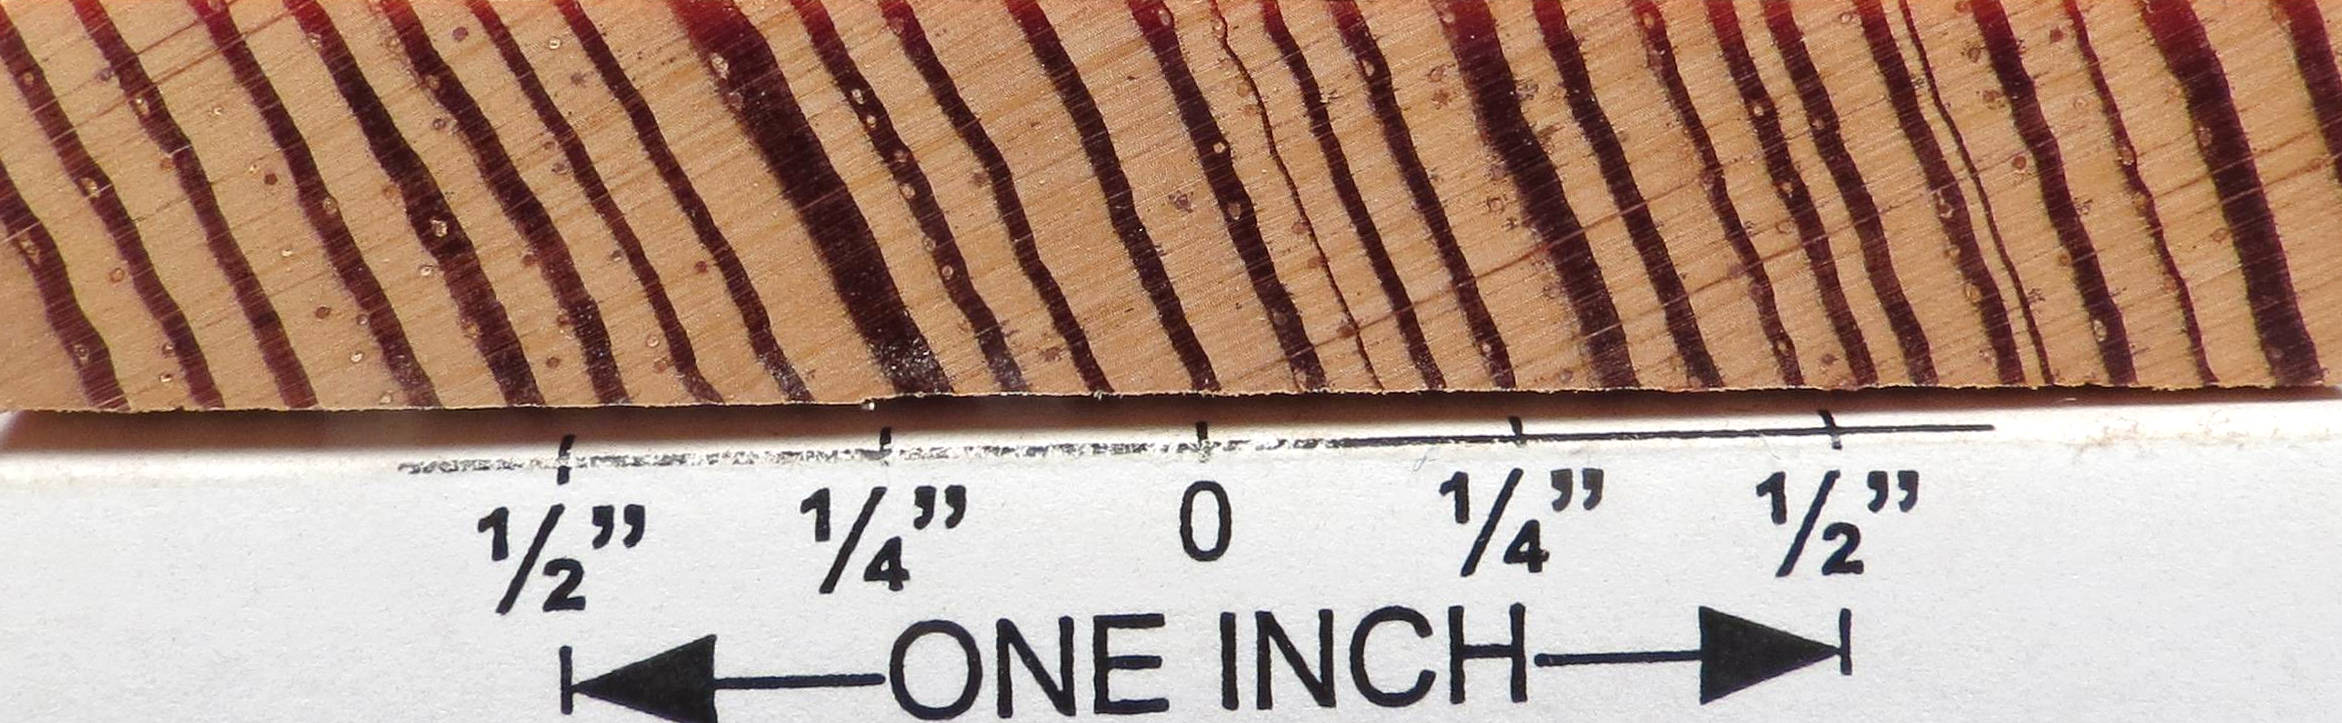 ½” ¼” 0 ¼” ½”
ONE INCH